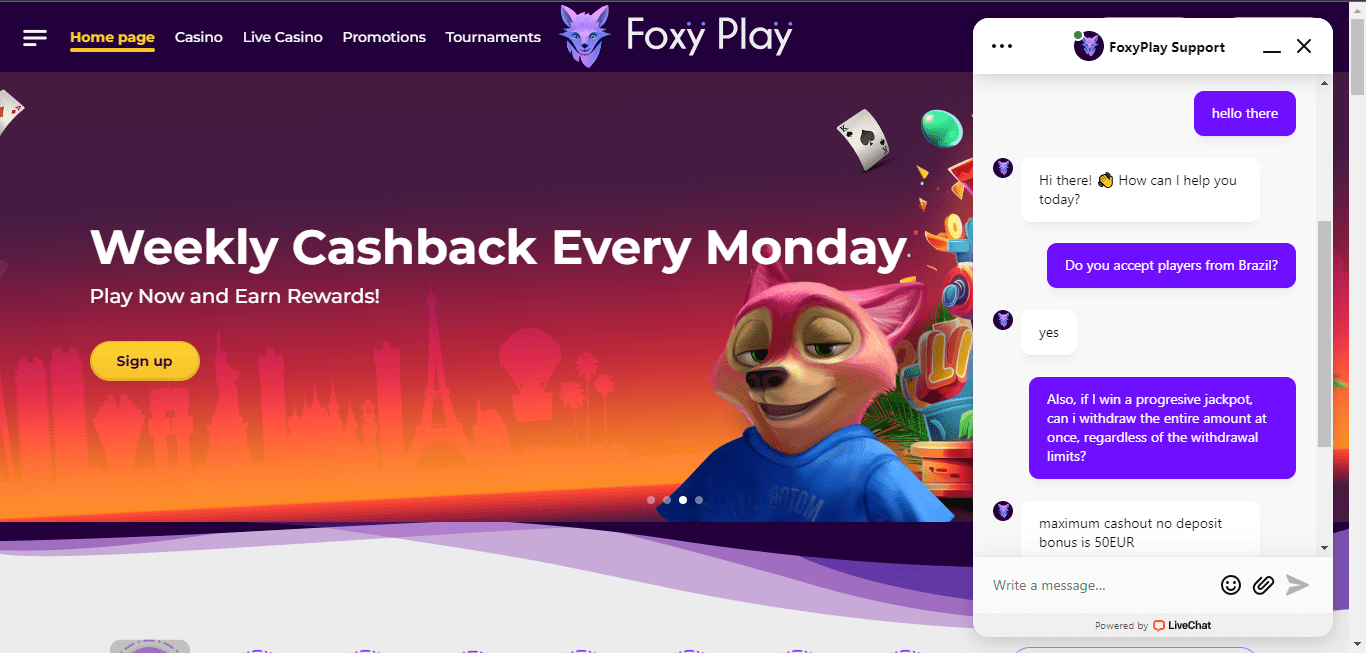 Home page
Casino
Live Casino
Promotions
Tournaments
Foxy Play
Weekly Cashback Every Monday
Play Now and Earn Rewards!
Sign up
FoxyPlay Support
hello there
Hi there! 👋 How can I help you
today?
Do you accept players from Brazil?
yes
Also, if I win a progresive jackpot,
can i withdraw the entire amount at
once, regardless of the withdrawal
limits?
maximum cashout no deposit
bonus is 50EUR
Write a message...
Powered by LiveChat